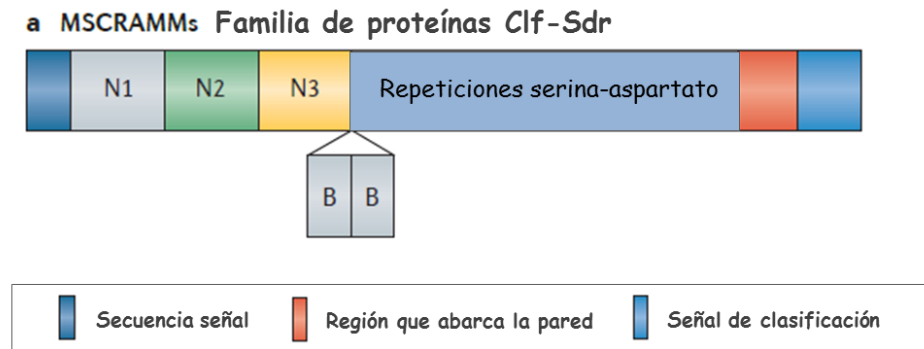 a MSCRAMMs Familia de proteínas Clf-Sdr
N1 N2 N3 Repeticiones serina-aspartato
B B
Secuencia señal Región que abarca la pared Señal de clasificación